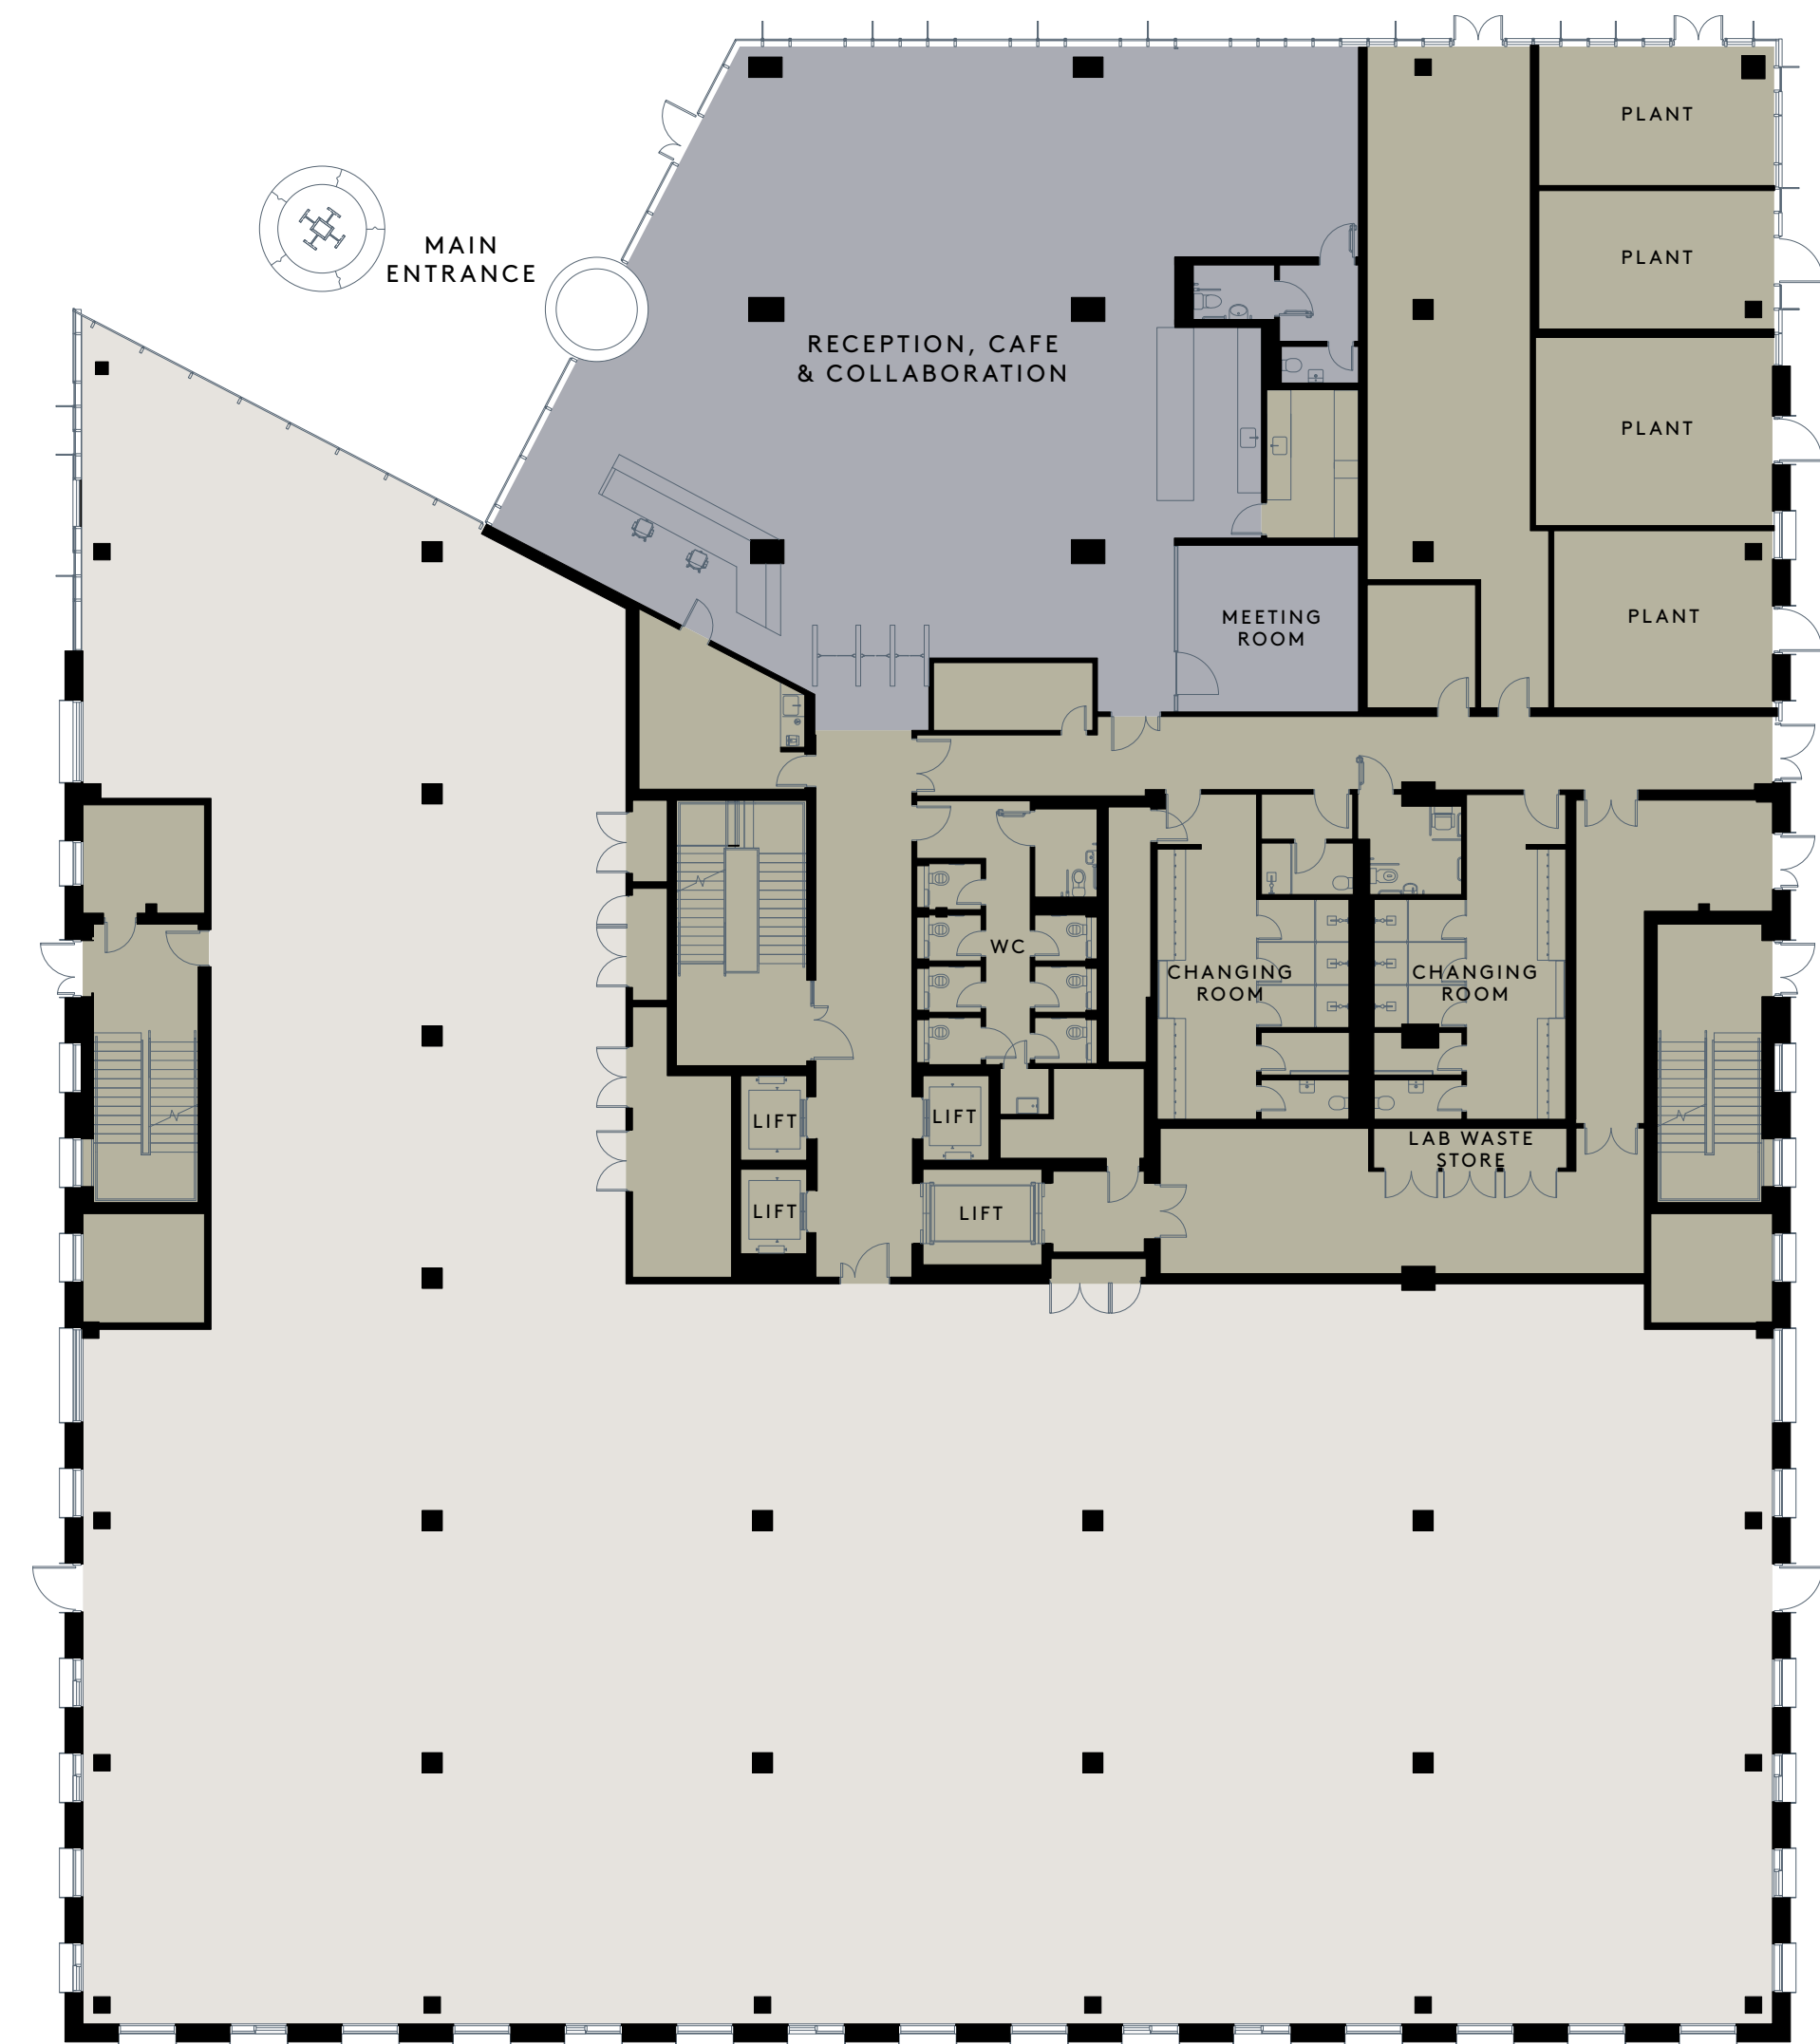 PLANT
MAIN
ENTRANCE
PLANT
RECEPTION, CAFE
& COLLABORATION
PLANT
MEETING
ROOM
PLANT
WC
CHANGING
ROOM
CHANGING
ROOM
LIFT
LIFT
LAB WASTE
STORE
LIFT
LIFT